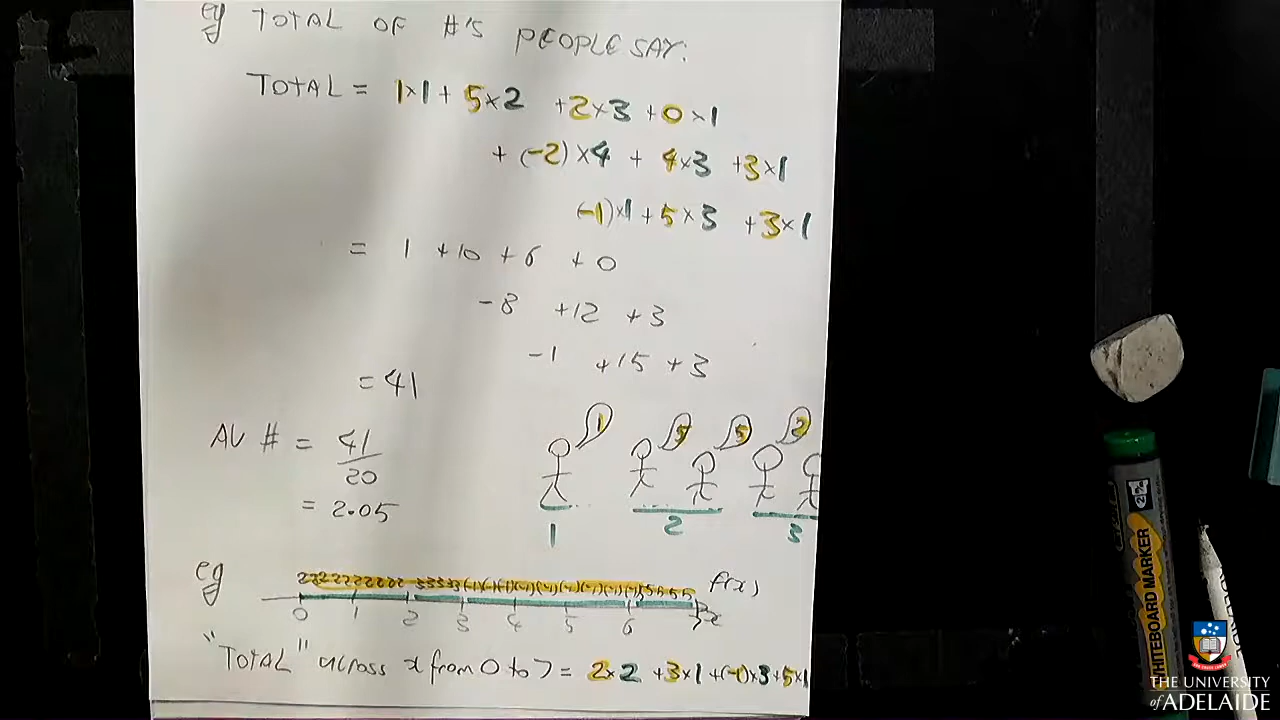 eg TOTAL OF #'S PEOPLE SAY:
TOTAL = 1×1 + 5×2 +2×3 +0×1
+ (-2)×4 + 4×3 +3×1
(-1)×1 +5×3 +3×1
= 1 +10 +6 +0
-8 +12 +3
-1 +15 +3
= 41
AV # = 41/20
= 2.05
1 5 5 2
1 2 3
eg
f(x)
0 1 2 3 4 5 6 7 x
"TOTAL" across x from 0 to 7 = 2×2 +3×1 +(-1)×3 +5×1
WHITEBOARD MARKER
THE UNIVERSITY
of ADELAIDE